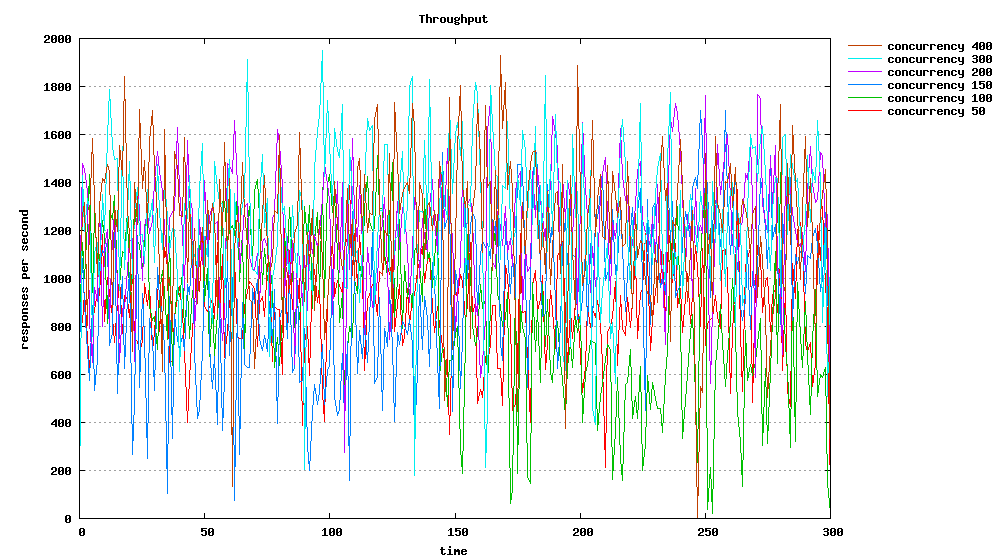 Throughput
2000
1800
1600
1400
1200
1000
800
600
400
200
0
responses per second
0 50 100 150 200 250 300
time
concurrency 400
concurrency 300
concurrency 200
concurrency 150
concurrency 100
concurrency 50